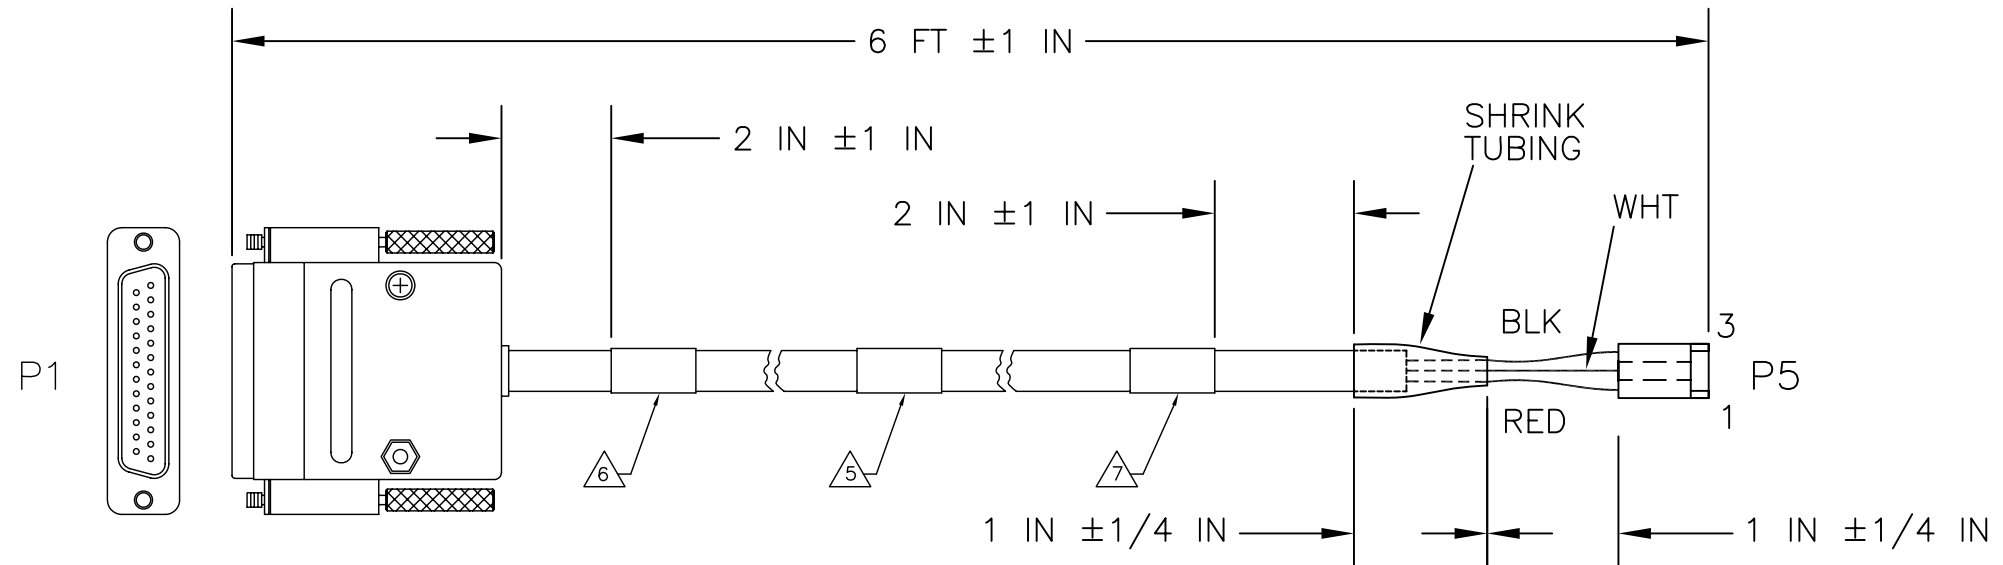 6 FT ±1 IN
2 IN ±1 IN
SHRINK
TUBING
2 IN ±1 IN
WHT
BLK
3
P1
P5
RED
1
6
5
7
1 IN ±1/4 IN
1 IN ±1/4 IN